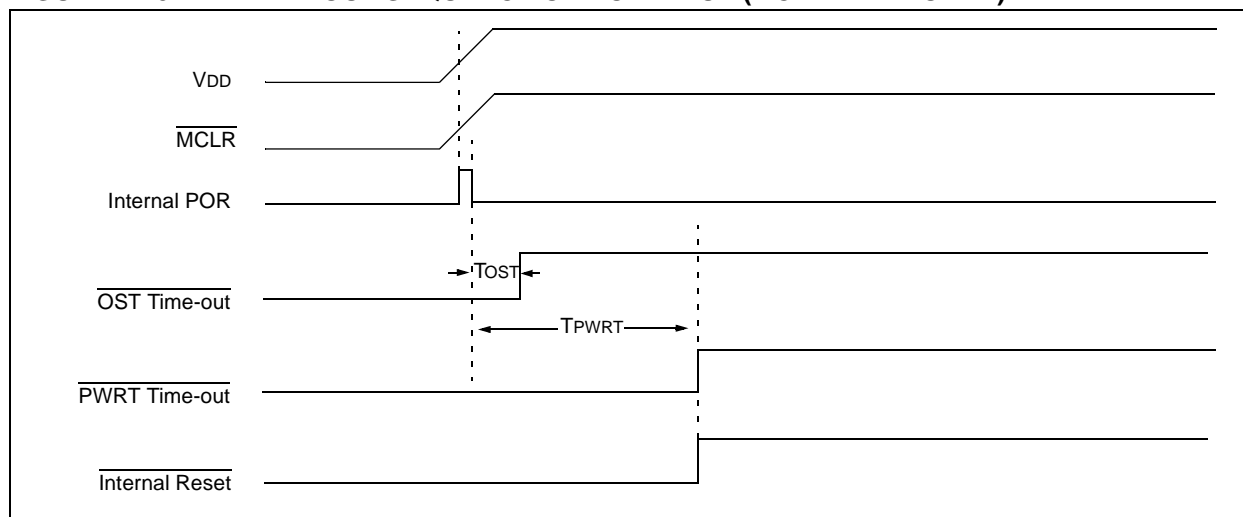 VDD
MCLR
Internal POR
TOST
OST Time-out
TPWRT
PWRT Time-out
Internal Reset